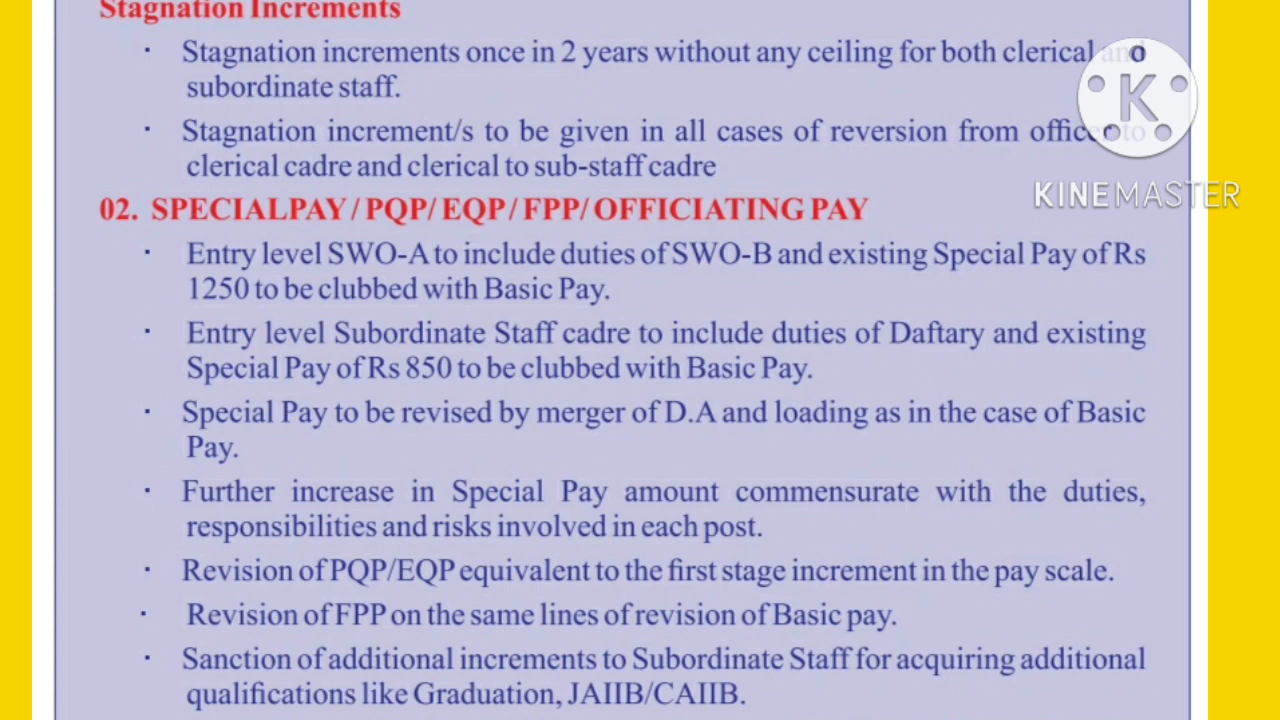 Stagnation Increments
· Stagnation increments once in 2 years without any ceiling for both clerical and
subordinate staff.
· Stagnation increment/s to be given in all cases of reversion from officer to
clerical cadre and clerical to sub-staff cadre
K
KINEMASTER
02. SPECIALPAY / PQP/ EQP / FPP/ OFFICIATING PAY
· Entry level SWO-A to include duties of SWO-B and existing Special Pay of Rs
1250 to be clubbed with Basic Pay.
· Entry level Subordinate Staff cadre to include duties of Daftary and existing
Special Pay of Rs 850 to be clubbed with Basic Pay.
· Special Pay to be revised by merger of D.A and loading as in the case of Basic
Pay.
· Further increase in Special Pay amount commensurate with the duties,
responsibilities and risks involved in each post.
· Revision of PQP/EQP equivalent to the first stage increment in the pay scale.
· Revision of FPP on the same lines of revision of Basic pay.
· Sanction of additional increments to Subordinate Staff for acquiring additional
qualifications like Graduation, JAIIB/CAIIB.